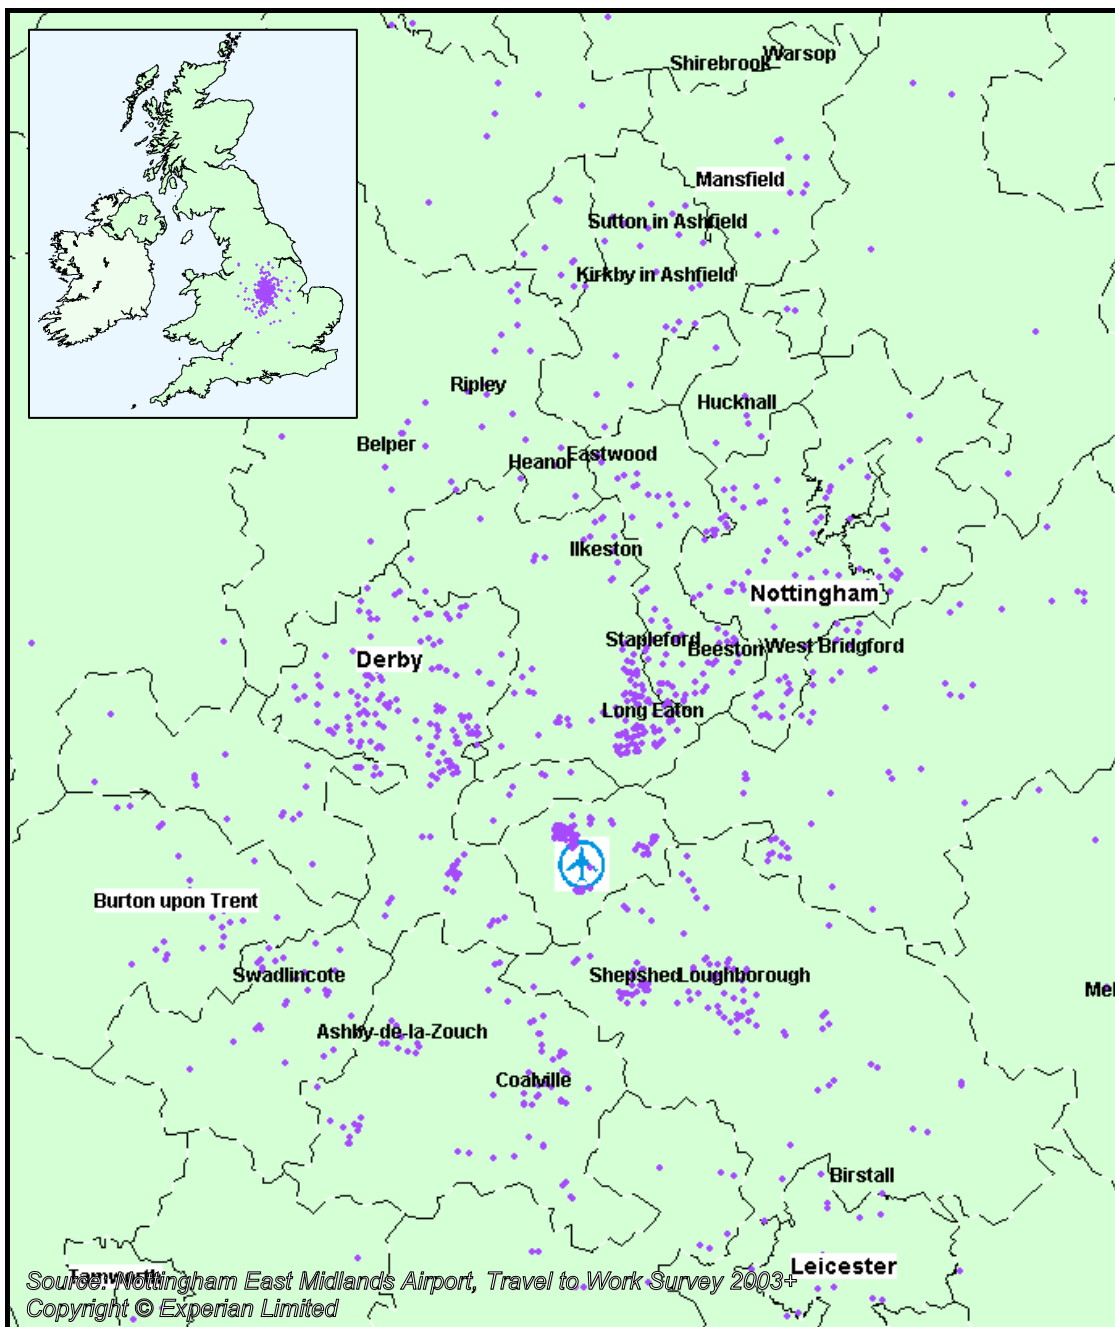 Warsop
Shirebrook
Mansfield
Sutton in Ashfield
Kirkby in Ashfield
Ripley
Hucknall
Belper
Eastwood
Heanor
Ilkeston
Nottingham
Stapleford
Beeston
West Bridgford
Derby
Long Eaton
Burton upon Trent
Swadlincote
Shepshed
Loughborough
Mel
Ashby-de-la-Zouch
Coalville
Birstall
Leicester
Tamworth
Source: Nottingham East Midlands Airport, Travel to Work Survey 2003+
Copyright © Experian Limited